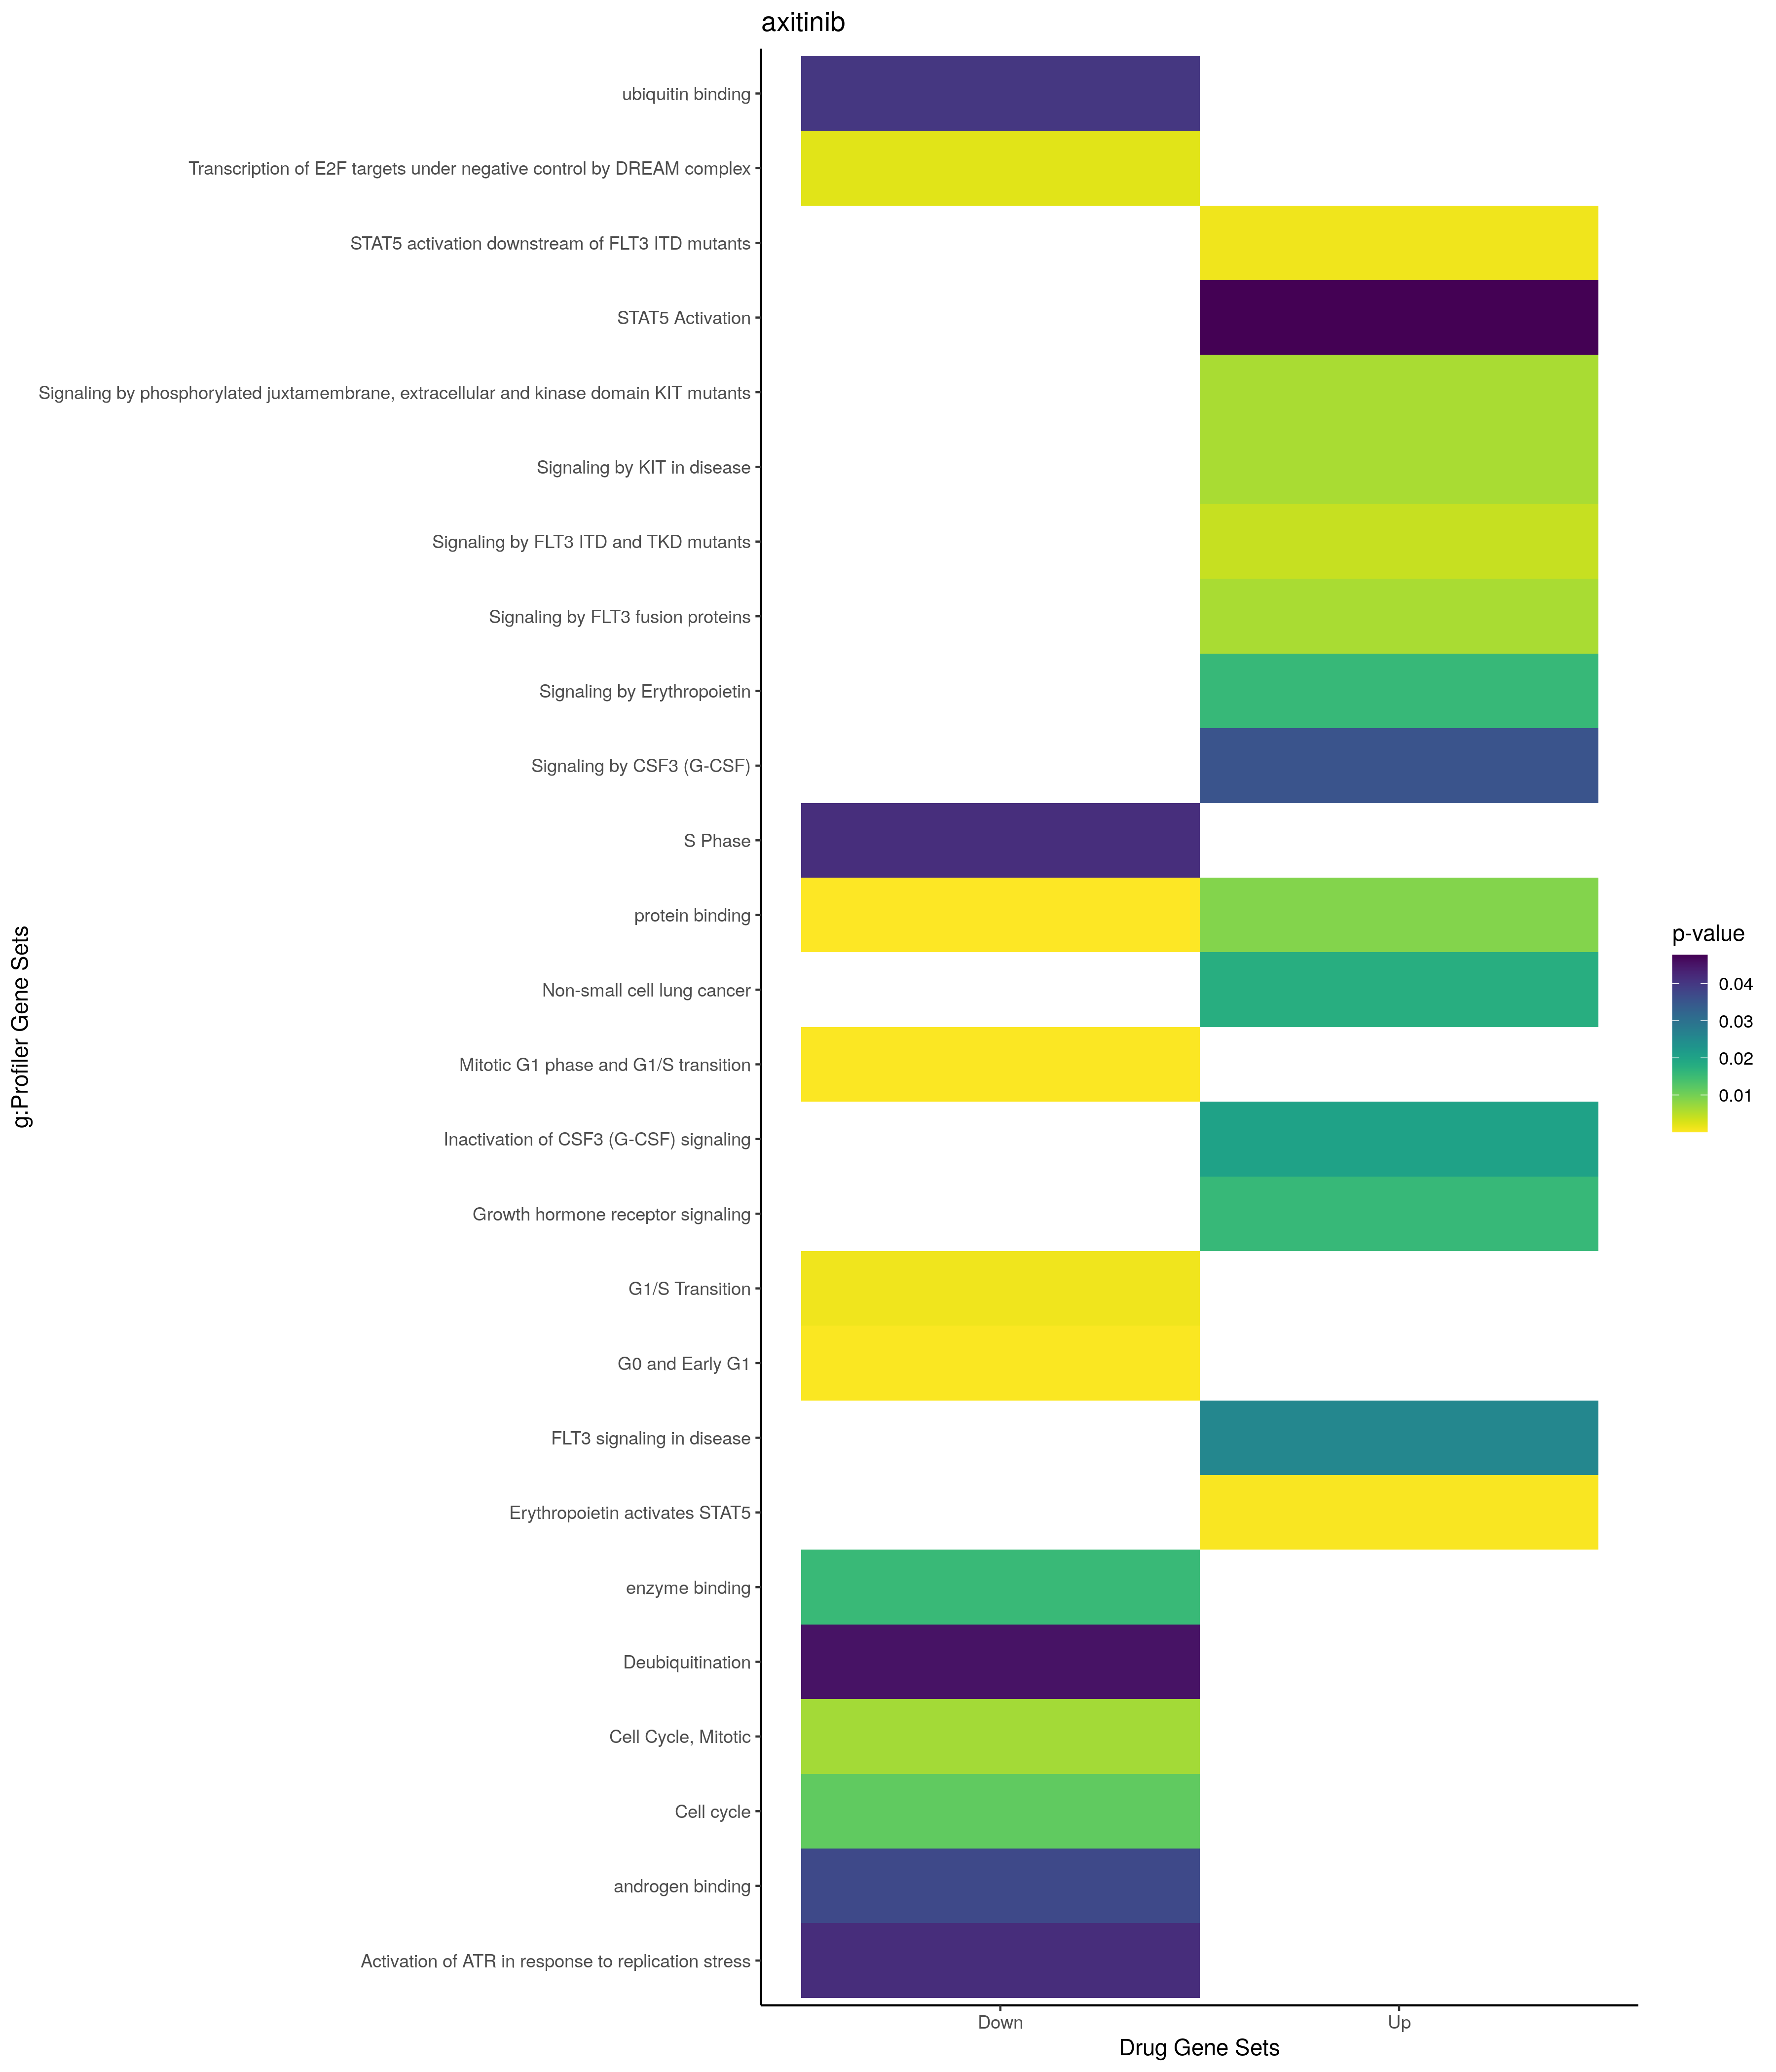 axitinib
ubiquitin binding
Transcription of E2F targets under negative control by DREAM complex
STAT5 activation downstream of FLT3 ITD mutants
STAT5 Activation
Signaling by phosphorylated juxtamembrane, extracellular and kinase domain KIT mutants
Signaling by KIT in disease
Signaling by FLT3 ITD and TKD mutants
Signaling by FLT3 fusion proteins
Signaling by Erythropoietin
Signaling by CSF3 (G-CSF)
S Phase
protein binding
Non-small cell lung cancer
Mitotic G1 phase and G1/S transition
Inactivation of CSF3 (G-CSF) signaling
Growth hormone receptor signaling
G1/S Transition
G0 and Early G1
FLT3 signaling in disease
Erythropoietin activates STAT5
enzyme binding
Deubiquitination
Cell Cycle, Mitotic
Cell cycle
androgen binding
Activation of ATR in response to replication stress
g:Profiler Gene Sets
Down
Up
Drug Gene Sets
p-value
0.04
0.03
0.02
0.01